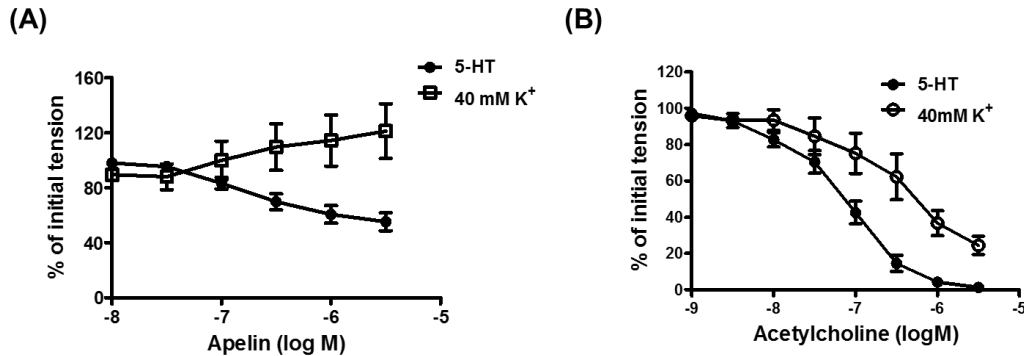 (A)
% of initial tension
160
120
80
40
0
-8
-7
-6
-5
Apelin (log M)
5-HT
40 mM K⁺
(B)
% of initial tension
120
100
80
60
40
20
0
-9
-8
-7
-6
-5
Acetylcholine (logM)
5-HT
40mM K⁺